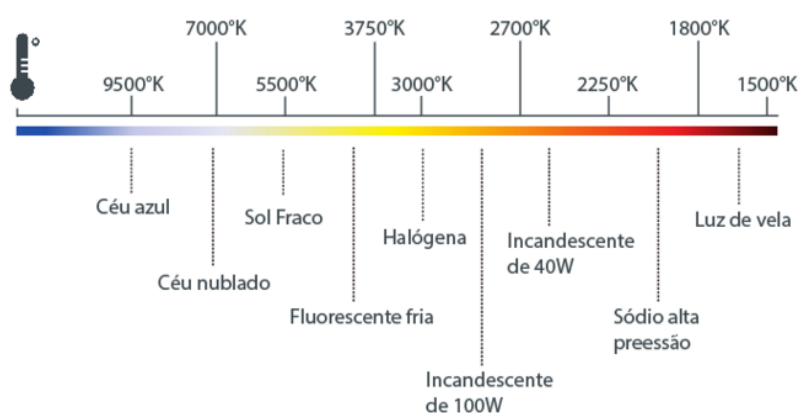 7000°K
3750°K
2700°K
1800°K
9500°K
5500°K
3000°K
2250°K
1500°K
Céu azul
Sol Fraco
Luz de vela
Halógena
Incandescente
de 40W
Céu nublado
Fluorescente fria
Sódio alta
preessão
Incandescente
de 100W